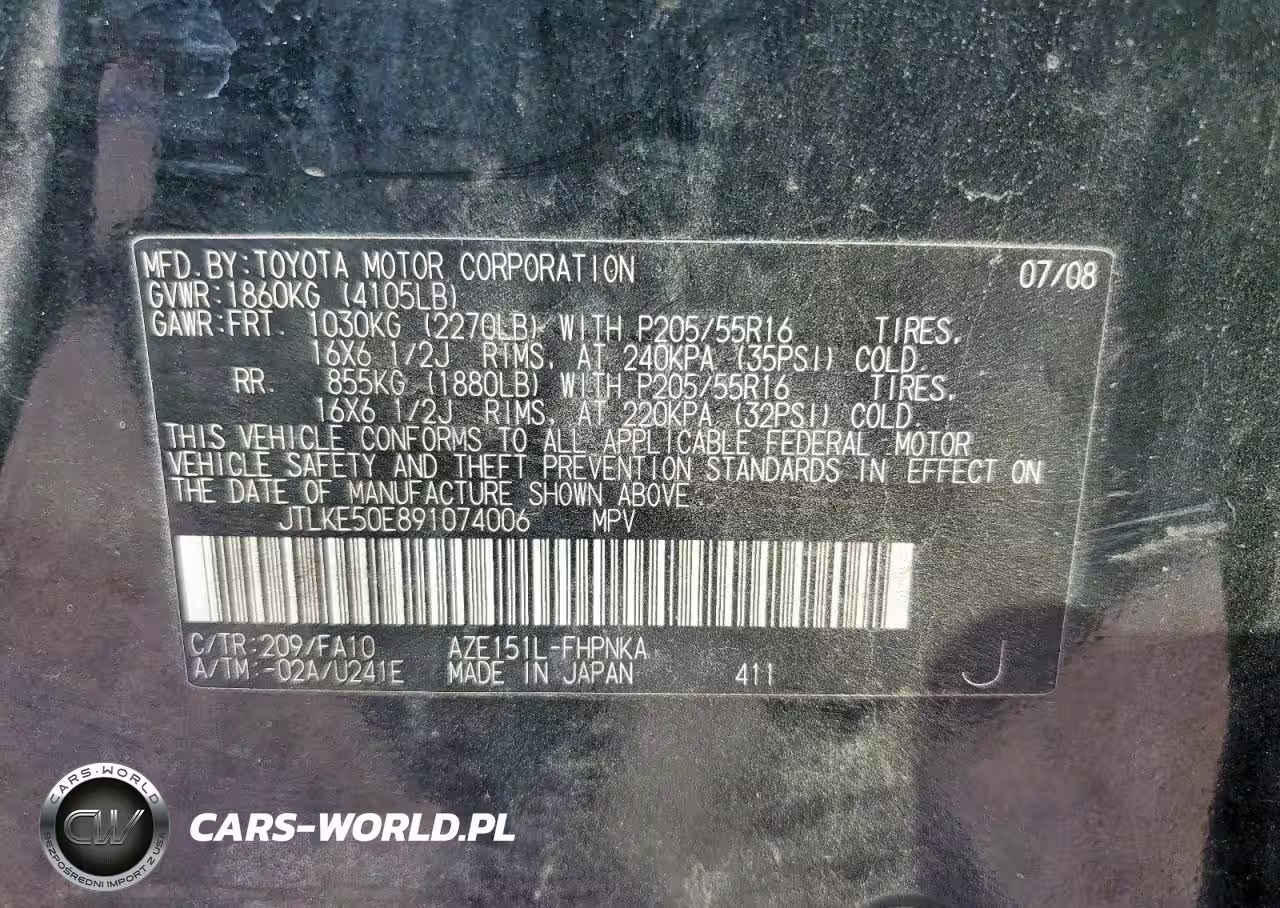 MFD. BY: TOYOTA MOTOR CORPORATION 07/08
GVWR: 1860KG (4105LB)
GAWR: FRT. 1030KG (2270LB) WITH P205/55R16 TIRES,
16X6 1/2J RIMS, AT 240KPA (35PSI) COLD.
RR. 855KG (1880LB) WITH P205/55R16 TIRES,
16X6 1/2J RIMS, AT 220KPA (32PSI) COLD.
THIS VEHICLE CONFORMS TO ALL APPLICABLE FEDERAL MOTOR
VEHICLE SAFETY AND THEFT PREVENTION STANDARDS IN EFFECT ON
THE DATE OF MANUFACTURE SHOWN ABOVE.
JTLKE50E891074006 MPV
C/TR: 209/FA10 AZE151L-FHPNKA
A/TM: -02A/U241E MADE IN JAPAN 411 J
CARS-WORLD
CW
BEZPOŚREDNI IMPORT Z USA
CARS-WORLD.PL